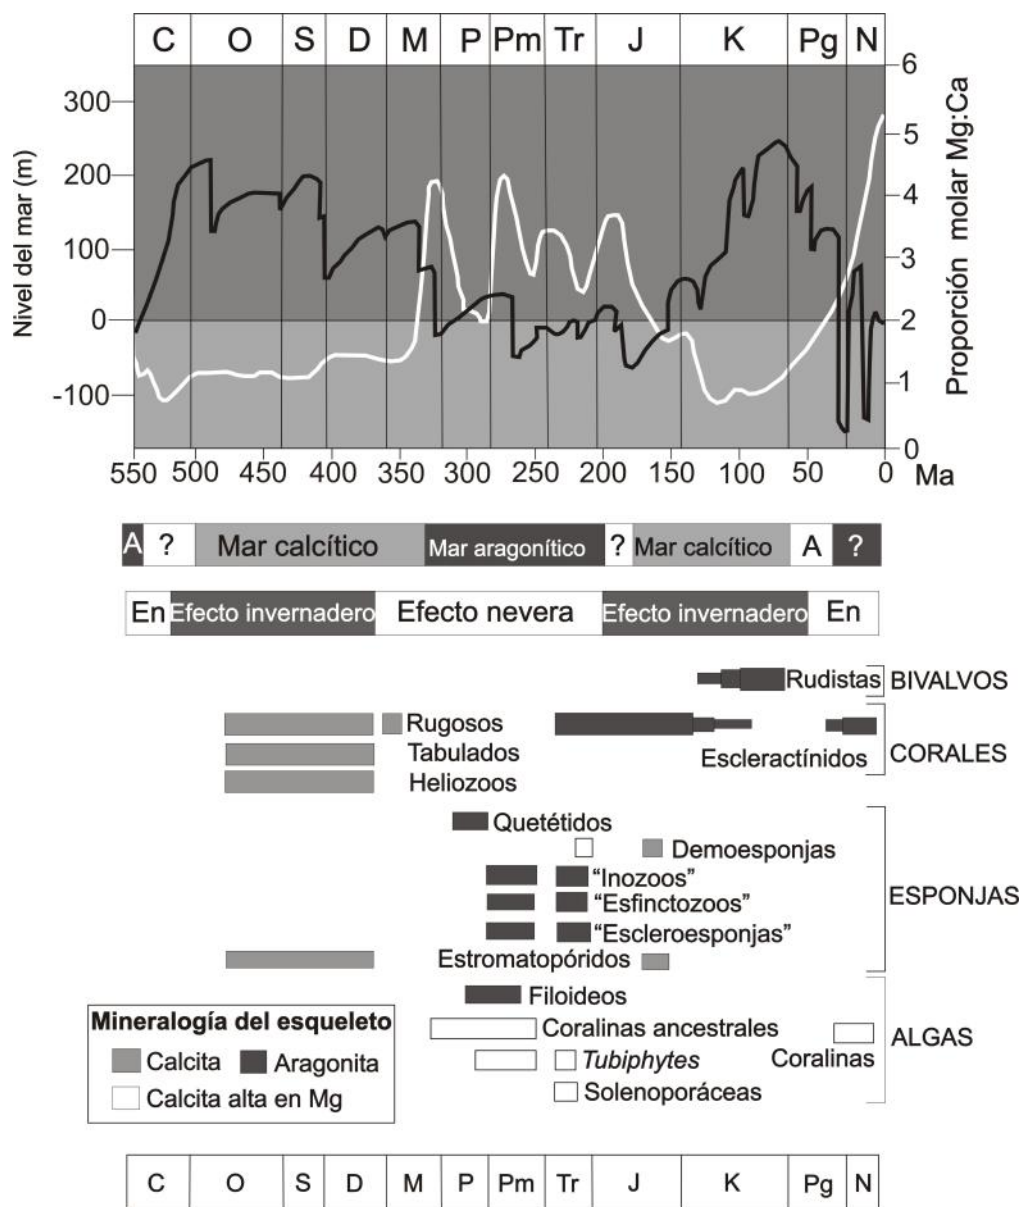 C O S D M P Pm Tr J K Pg N
Nivel del mar (m)
300
200
100
0
-100
6
5
4
3
2
1
0
Proporción molar Mg:Ca
550 500 450 400 350 300 250 200 150 100 50 0 Ma
A ? Mar calcítico Mar aragonítico ? Mar calcítico A ?
En Efecto invernadero Efecto nevera Efecto invernadero En
Rudistas BIVALVOS
Rugosos
Tabulados
Escleractínidos CORALES
Heliozoos
Quetétidos
Demoesponjas
“Inozoos”
“Esfinctozoos” ESPONJAS
“Escleroesponjas”
Estromatopóridos
Filoideos
Coralinas ancestrales
Coralinas ALGAS
Tubiphytes
Solenoporáceas
Mineralogía del esqueleto
Calcita Aragonita
Calcita alta en Mg
C O S D M P Pm Tr J K Pg N